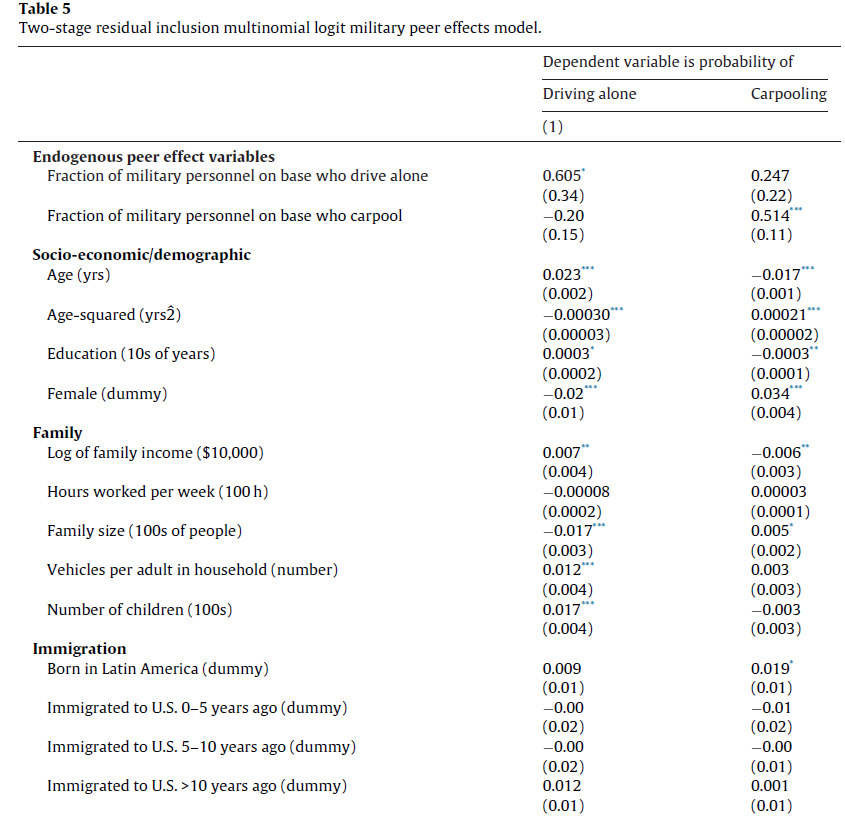 Table 5
Two-stage residual inclusion multinomial logit military peer effects model.
Dependent variable is probability of
Driving alone Carpooling
(1)
Endogenous peer effect variables
Fraction of military personnel on base who drive alone 0.605* 0.247
(0.34) (0.22)
Fraction of military personnel on base who carpool −0.20 0.514***
(0.15) (0.11)
Socio-economic/demographic
Age (yrs) 0.023*** −0.017***
(0.002) (0.001)
Age-squared (yrs2̂) −0.00030*** 0.00021***
(0.00003) (0.00002)
Education (10s of years) 0.0003* −0.0003**
(0.0002) (0.0001)
Female (dummy) −0.02*** 0.034***
(0.01) (0.004)
Family
Log of family income ($10,000) 0.007** −0.006**
(0.004) (0.003)
Hours worked per week (100 h) −0.00008 0.00003
(0.0002) (0.0001)
Family size (100s of people) −0.017*** 0.005*
(0.003) (0.002)
Vehicles per adult in household (number) 0.012*** 0.003
(0.004) (0.003)
Number of children (100s) 0.017*** −0.003
(0.004) (0.003)
Immigration
Born in Latin America (dummy) 0.009 0.019*
(0.01) (0.01)
Immigrated to U.S. 0–5 years ago (dummy) −0.00 −0.01
(0.02) (0.02)
Immigrated to U.S. 5–10 years ago (dummy) −0.00 −0.00
(0.02) (0.01)
Immigrated to U.S. >10 years ago (dummy) 0.012 0.001
(0.01) (0.01)